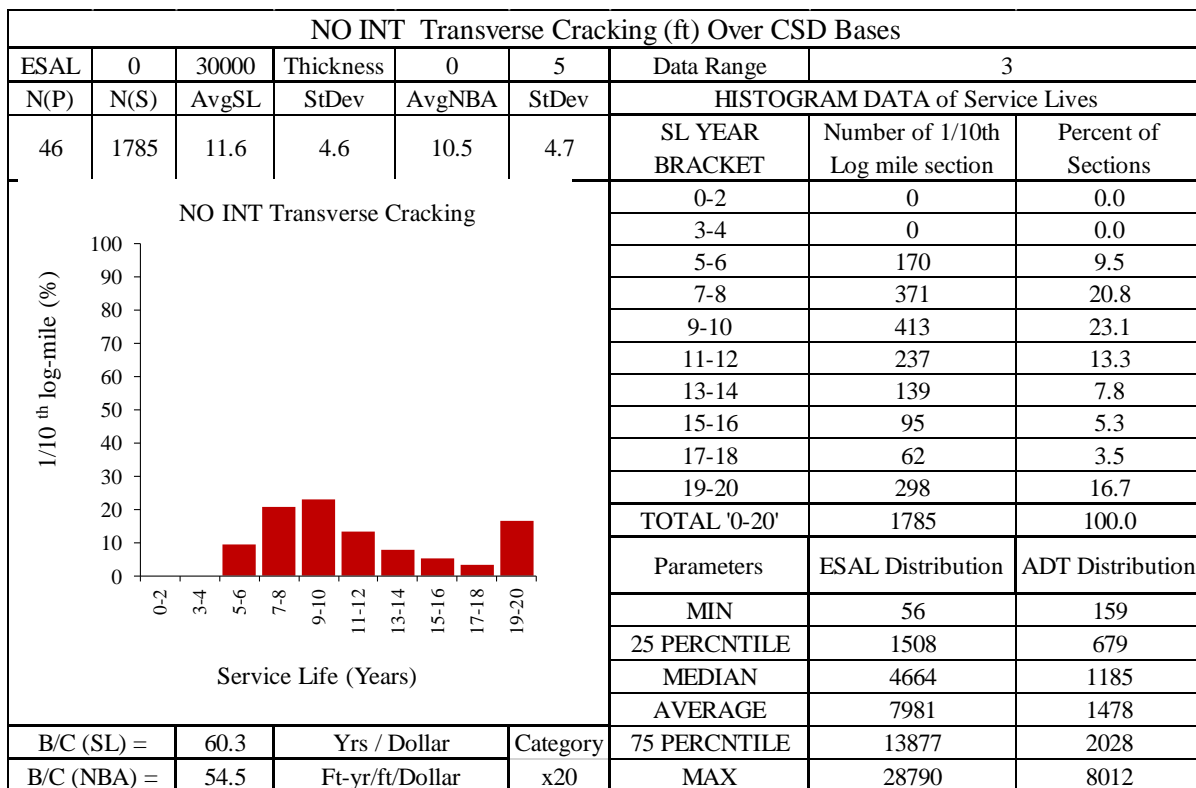 NO INT Transverse Cracking (ft) Over CSD Bases
ESAL 0 30000 Thickness 0 5 Data Range 3
N(P) N(S) AvgSL StDev AvgNBA StDev HISTOGRAM DATA of Service Lives
46 1785 11.6 4.6 10.5 4.7
SL YEAR BRACKET Number of 1/10th Log mile section Percent of Sections
0-2 0 0.0
3-4 0 0.0
5-6 170 9.5
7-8 371 20.8
9-10 413 23.1
11-12 237 13.3
13-14 139 7.8
15-16 95 5.3
17-18 62 3.5
19-20 298 16.7
TOTAL '0-20' 1785 100.0
Parameters ESAL Distribution ADT Distribution
MIN 56 159
25 PERCNTILE 1508 679
MEDIAN 4664 1185
AVERAGE 7981 1478
75 PERCNTILE 13877 2028
MAX 28790 8012
NO INT Transverse Cracking
1/10 th log-mile (%)
100
90
80
70
60
50
40
30
20
10
0
0-2 3-4 5-6 7-8 9-10 11-12 13-14 15-16 17-18 19-20
Service Life (Years)
B/C (SL) = 60.3 Yrs / Dollar Category
B/C (NBA) = 54.5 Ft-yr/ft/Dollar x20